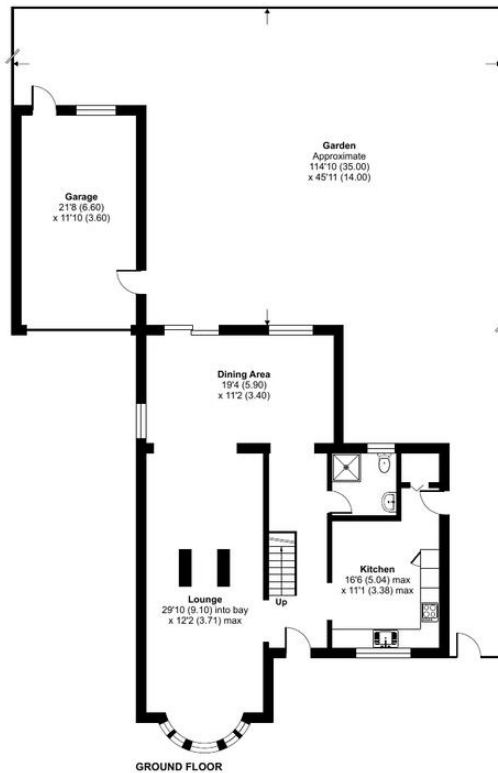 Garden
Approximate
114'10 (35.00)
x 45'11 (14.00)
Garage
21'8 (6.60)
x 11'10 (3.60)
Dining Area
19'4 (5.90)
x 11'2 (3.40)
Kitchen
16'6 (5.04) max
x 11'1 (3.38) max
Up
Lounge
29'10 (9.10) into bay
x 12'2 (3.71) max
GROUND FLOOR